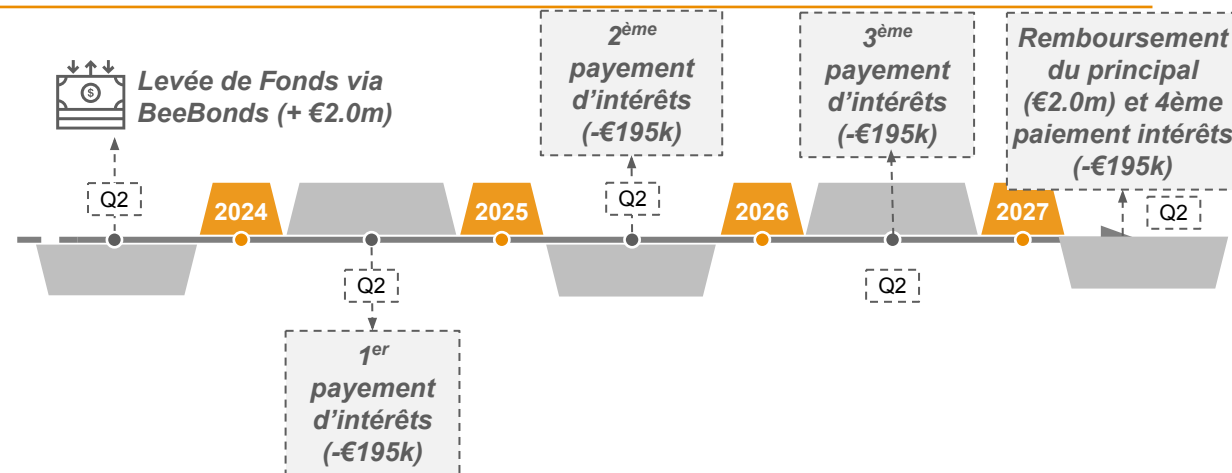 Levée de Fonds via
BeeBonds (+ €2.0m)
Q2
2024
Q2
1er
payement
d'intérêts
(-€195k)
2025
2ème
payement
d'intérêts
(-€195k)
Q2
2026
3ème
payement
d'intérêts
(-€195k)
Q2
2027
Remboursement
du principal
(€2.0m) et 4ème
paiement intérêts
(-€195k)
Q2